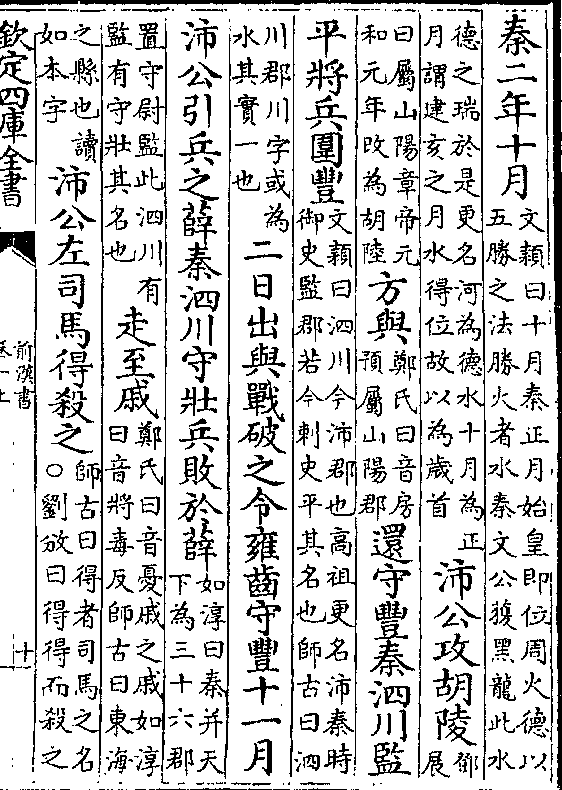 秦二年十月文穎曰十月秦正月始皇即位周火德以五勝之法勝火者水秦文公獲黑龍此水
德之瑞於是更名河為德水十月為正月謂建亥之月水得位故以為歲首沛公攻胡陵鄧展
曰屬山陽章帝元和元年改為胡陸方與鄭氏曰音房預屬山陽郡還守豐秦泗川監
平將兵圍豐文穎曰泗川今沛郡也高祖更名沛秦時御史監郡若今刺史平其名也師古曰泗
川郡川字或為水其實一也二日出與戰破之令雍齒守豐十一月
沛公引兵之薛秦泗川守壯兵敗於薛如淳曰秦并天下為三十六郡
置守尉監此泗川有監有守壯其名也走至戚鄭氏曰音憂戚之戚如淳曰音將毒反師古曰東海
之縣也讀如本字沛公左司馬得殺之師古曰得者司馬之名○劉攽曰得得而殺之
欽定四庫全書
前漢書
卷一上
十